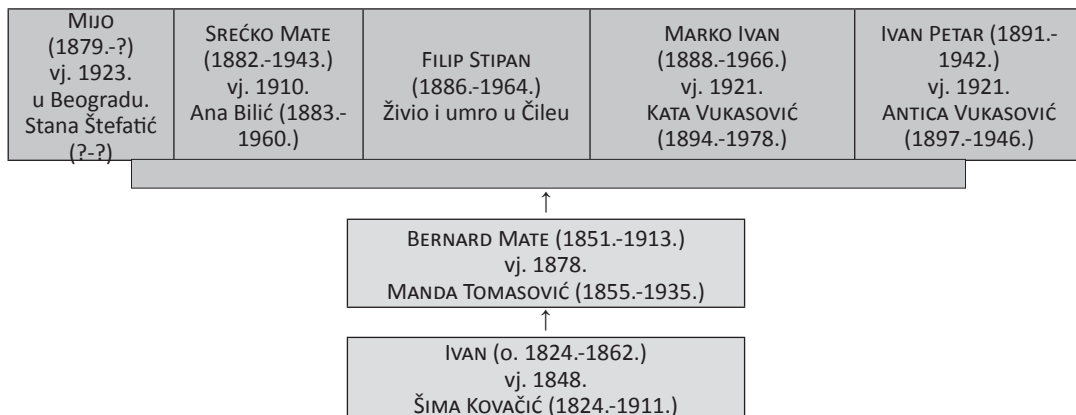 MIJO
(1879.-?)
vj. 1923.
u Beogradu.
Stana Štefatić
(?-?)
SREĆKO MATE
(1882.-1943.)
vj. 1910.
Ana Bilić (1883.-
1960.)
FILIP STIPAN
(1886.-1964.)
Živio i umro u Čileu
MARKO IVAN
(1888.-1966.)
vj. 1921.
KATA VUKASOVIĆ
(1894.-1978.)
IVAN PETAR (1891.-
1942.)
vj. 1921.
ANTICA VUKASOVIĆ
(1897.-1946.)
↑
BERNARD MATE (1851.-1913.)
vj. 1878.
MANDA TOMASOVIĆ (1855.-1935.)
↑
IVAN (o. 1824.-1862.)
vj. 1848.
ŠIMA KOVAČIĆ (1824.-1911.)